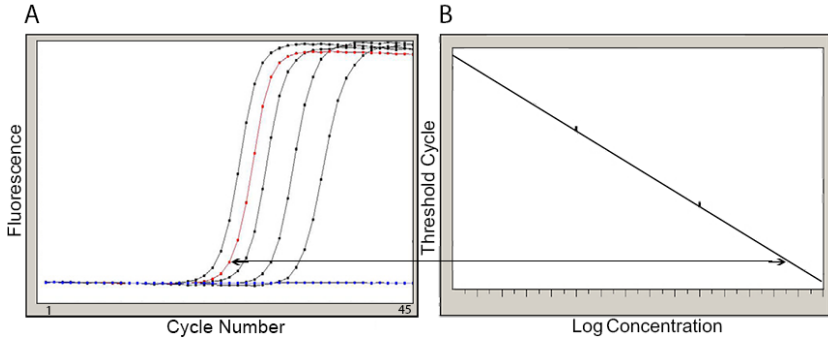 A
Fluorescence
1
45
Cycle Number
B
Threshold Cycle
Log Concentration